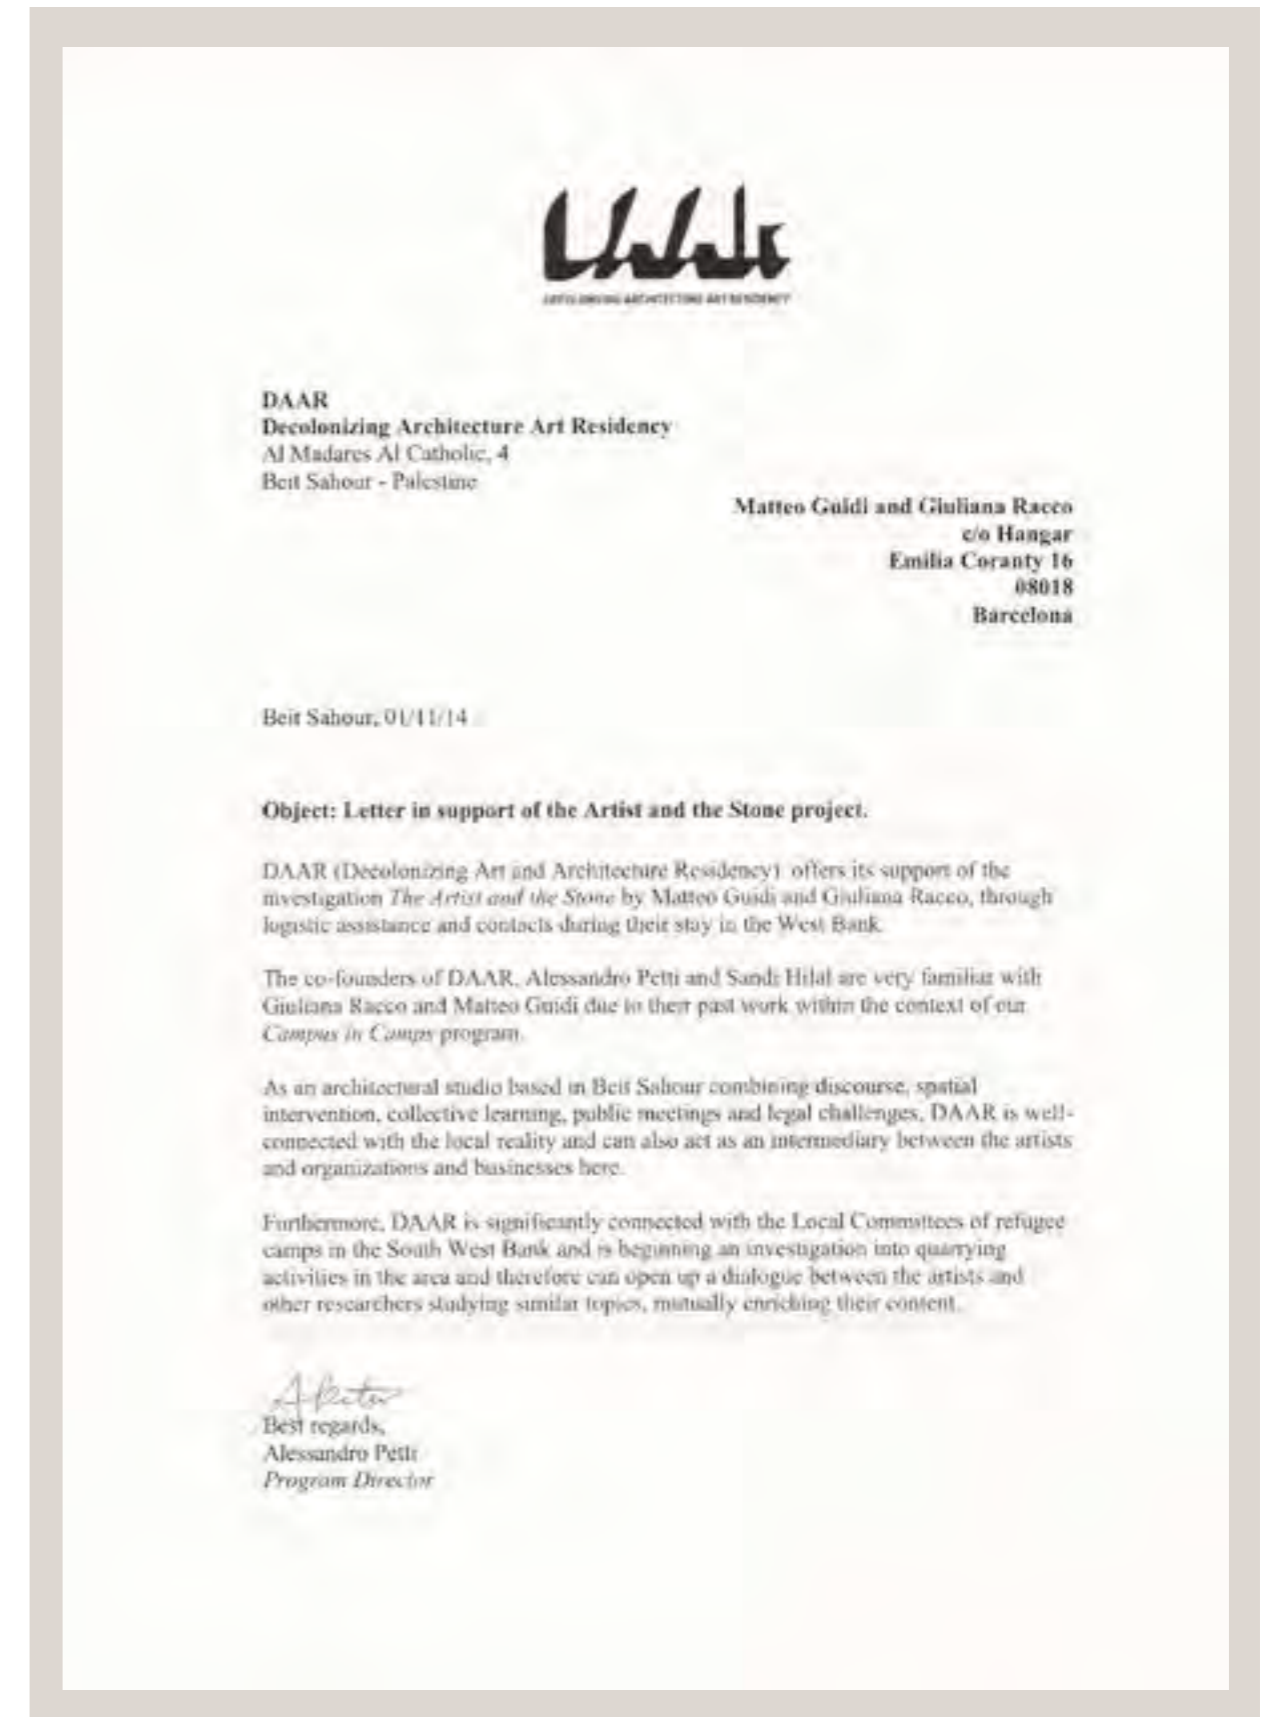 DECOLONIZING ARCHITECTURE ART RESIDENCY
DAAR
Decolonizing Architecture Art Residency
Al Madares Al Catholic, 4
Beit Sahour - Palestine
Matteo Guidi and Giuliana Racco
c/o Hangar
Emilia Coranty 16
08018
Barcelona
Beit Sahour, 01/11/14
Object: Letter in support of the Artist and the Stone project.
DAAR (Decolonizing Art and Architecture Residency) offers its support of the
investigation The Artist and the Stone by Matteo Guidi and Giuliana Racco, through
logistic assistance and contacts during their stay in the West Bank.
The co-founders of DAAR, Alessandro Petti and Sandi Hilal are very familiar with
Giuliana Racco and Matteo Guidi due to their past work within the context of our
Campus in Camps program.
As an architectural studio based in Beit Sahour combining discourse, spatial
intervention, collective learning, public meetings and legal challenges, DAAR is well-
connected with the local reality and can also act as an intermediary between the artists
and organizations and businesses here.
Furthermore, DAAR is significantly connected with the Local Committees of refugee
camps in the South West Bank and is beginning an investigation into quarrying
activities in the area and therefore can open up a dialogue between the artists and
other researchers studying similar topics, mutually enriching their content.
Best regards,
Alessandro Petti
Program Director